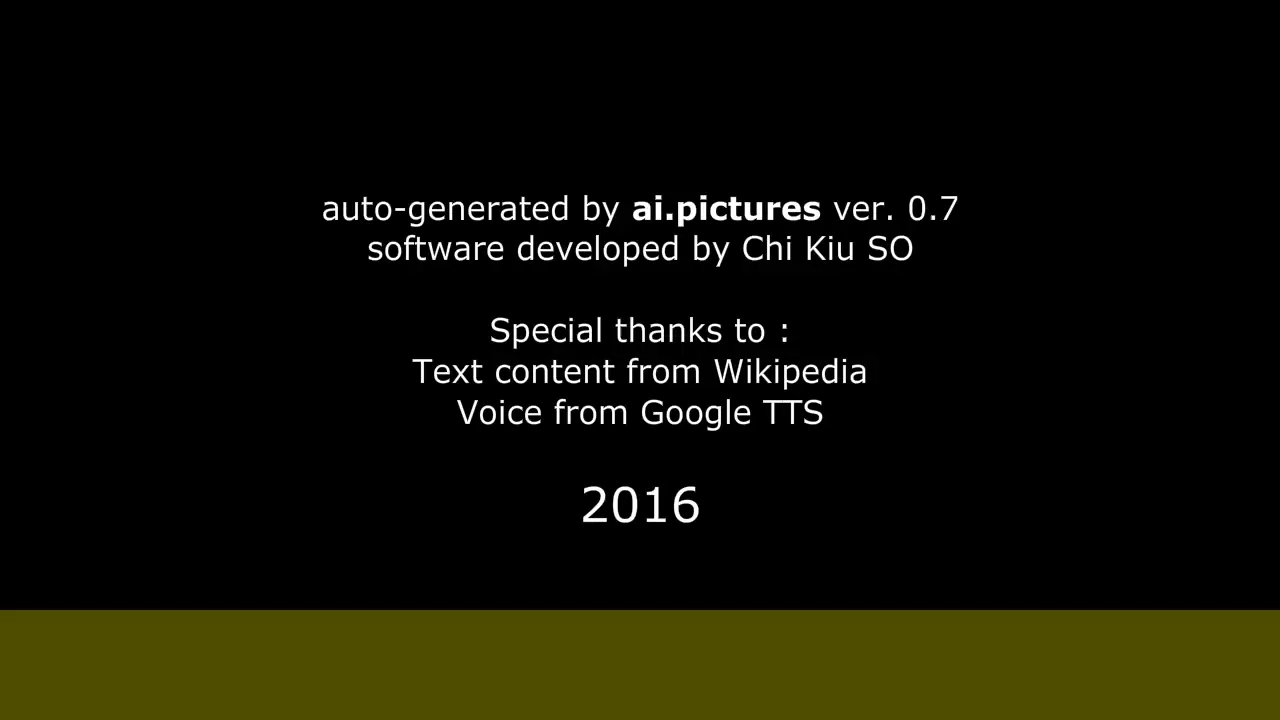 auto-generated by ai.pictures ver. 0.7
software developed by Chi Kiu SO
Special thanks to :
Text content from Wikipedia
Voice from Google TTS
2016